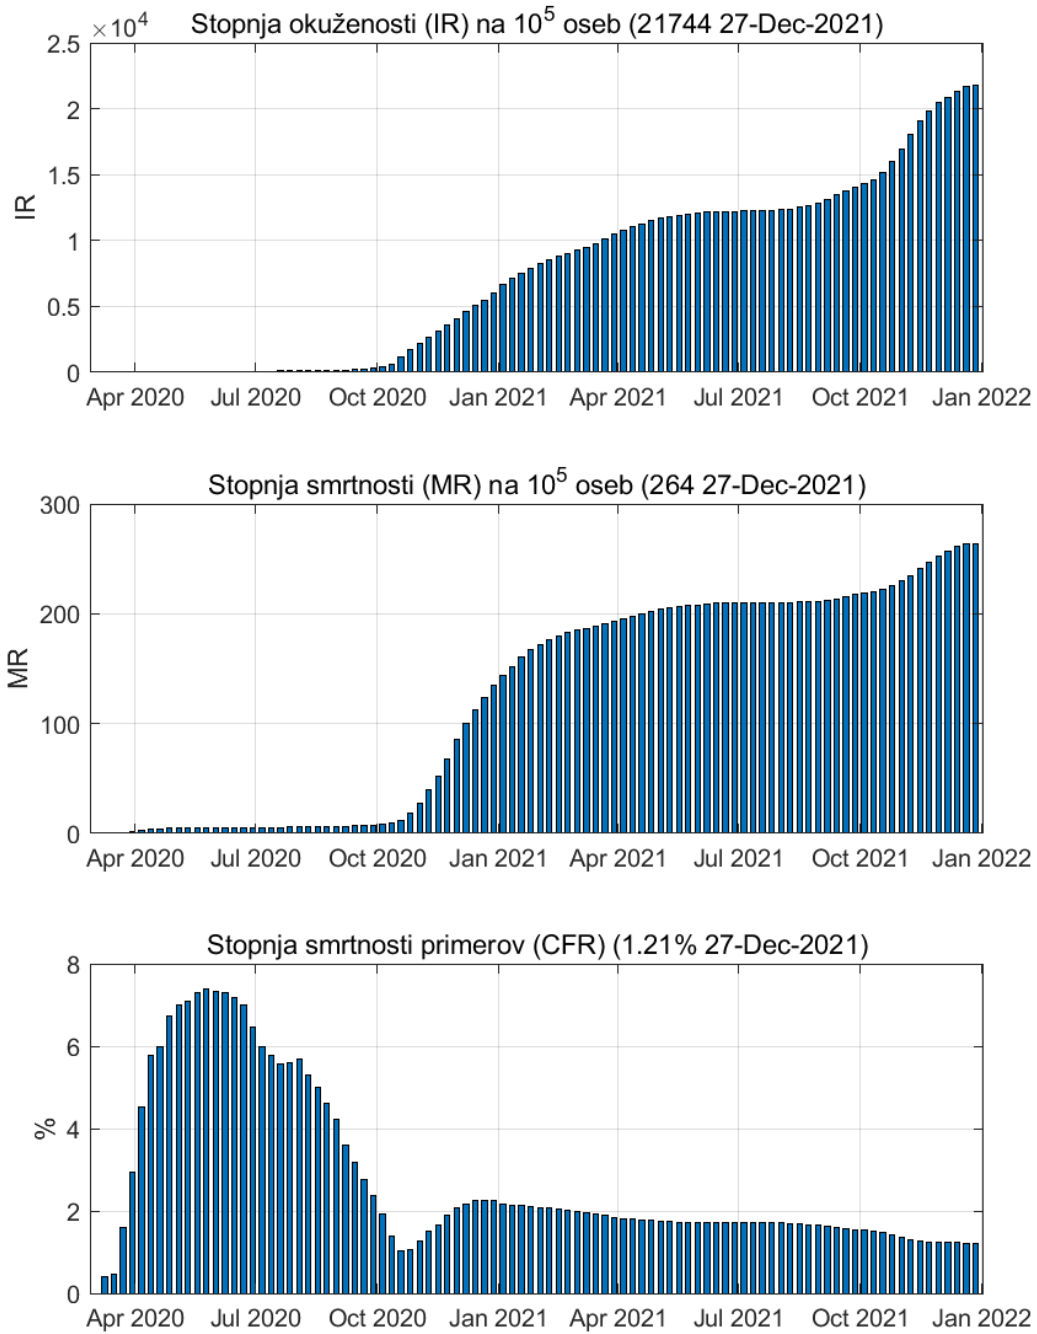 Stopnja okuženosti (IR) na 10^5 oseb (21744 27-Dec-2021)
×10^4
2.5
2
1.5
1
0.5
0
IR
Apr 2020 Jul 2020 Oct 2020 Jan 2021 Apr 2021 Jul 2021 Oct 2021 Jan 2022
Stopnja smrtnosti (MR) na 10^5 oseb (264 27-Dec-2021)
300
200
100
0
MR
Apr 2020 Jul 2020 Oct 2020 Jan 2021 Apr 2021 Jul 2021 Oct 2021 Jan 2022
Stopnja smrtnosti primerov (CFR) (1.21% 27-Dec-2021)
8
6
4
2
0
%
Apr 2020 Jul 2020 Oct 2020 Jan 2021 Apr 2021 Jul 2021 Oct 2021 Jan 2022